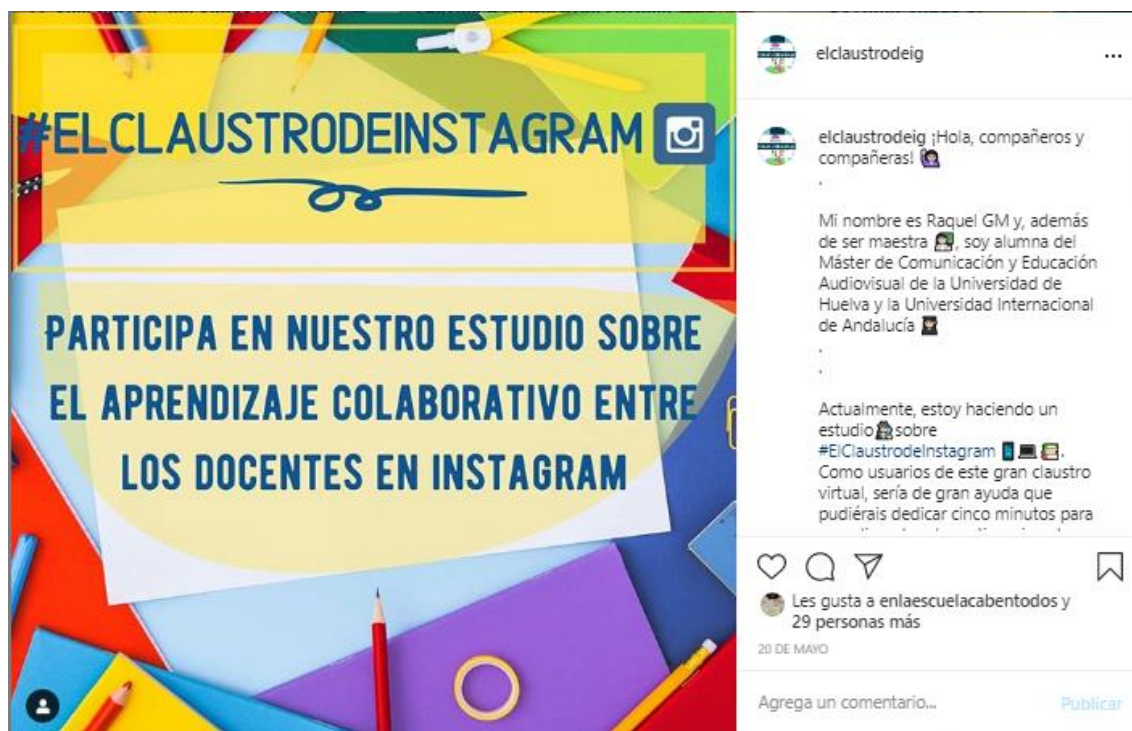 #ELCLAUSTRODEINSTAGRAM
PARTICIPA EN NUESTRO ESTUDIO SOBRE
EL APRENDIZAJE COLABORATIVO ENTRE
LOS DOCENTES EN INSTAGRAM
elclaustrodeig
elclaustrodeig ¡Hola, compañeros y
compañeras!
.
Mi nombre es Raquel GM y, además
de ser maestra, soy alumna del
Máster de Comunicación y Educación
Audiovisual de la Universidad de
Huelva y la Universidad Internacional
de Andalucía
.
.
Actualmente, estoy haciendo un
estudio sobre
#ElClaustrodeInstagram.
Como usuarios de este gran claustro
virtual, sería de gran ayuda que
pudiérais dedicar cinco minutos para
Les gusta a enlaescuelacabentodos y
29 personas más
20 DE MAYO
Agrega un comentario... Publicar